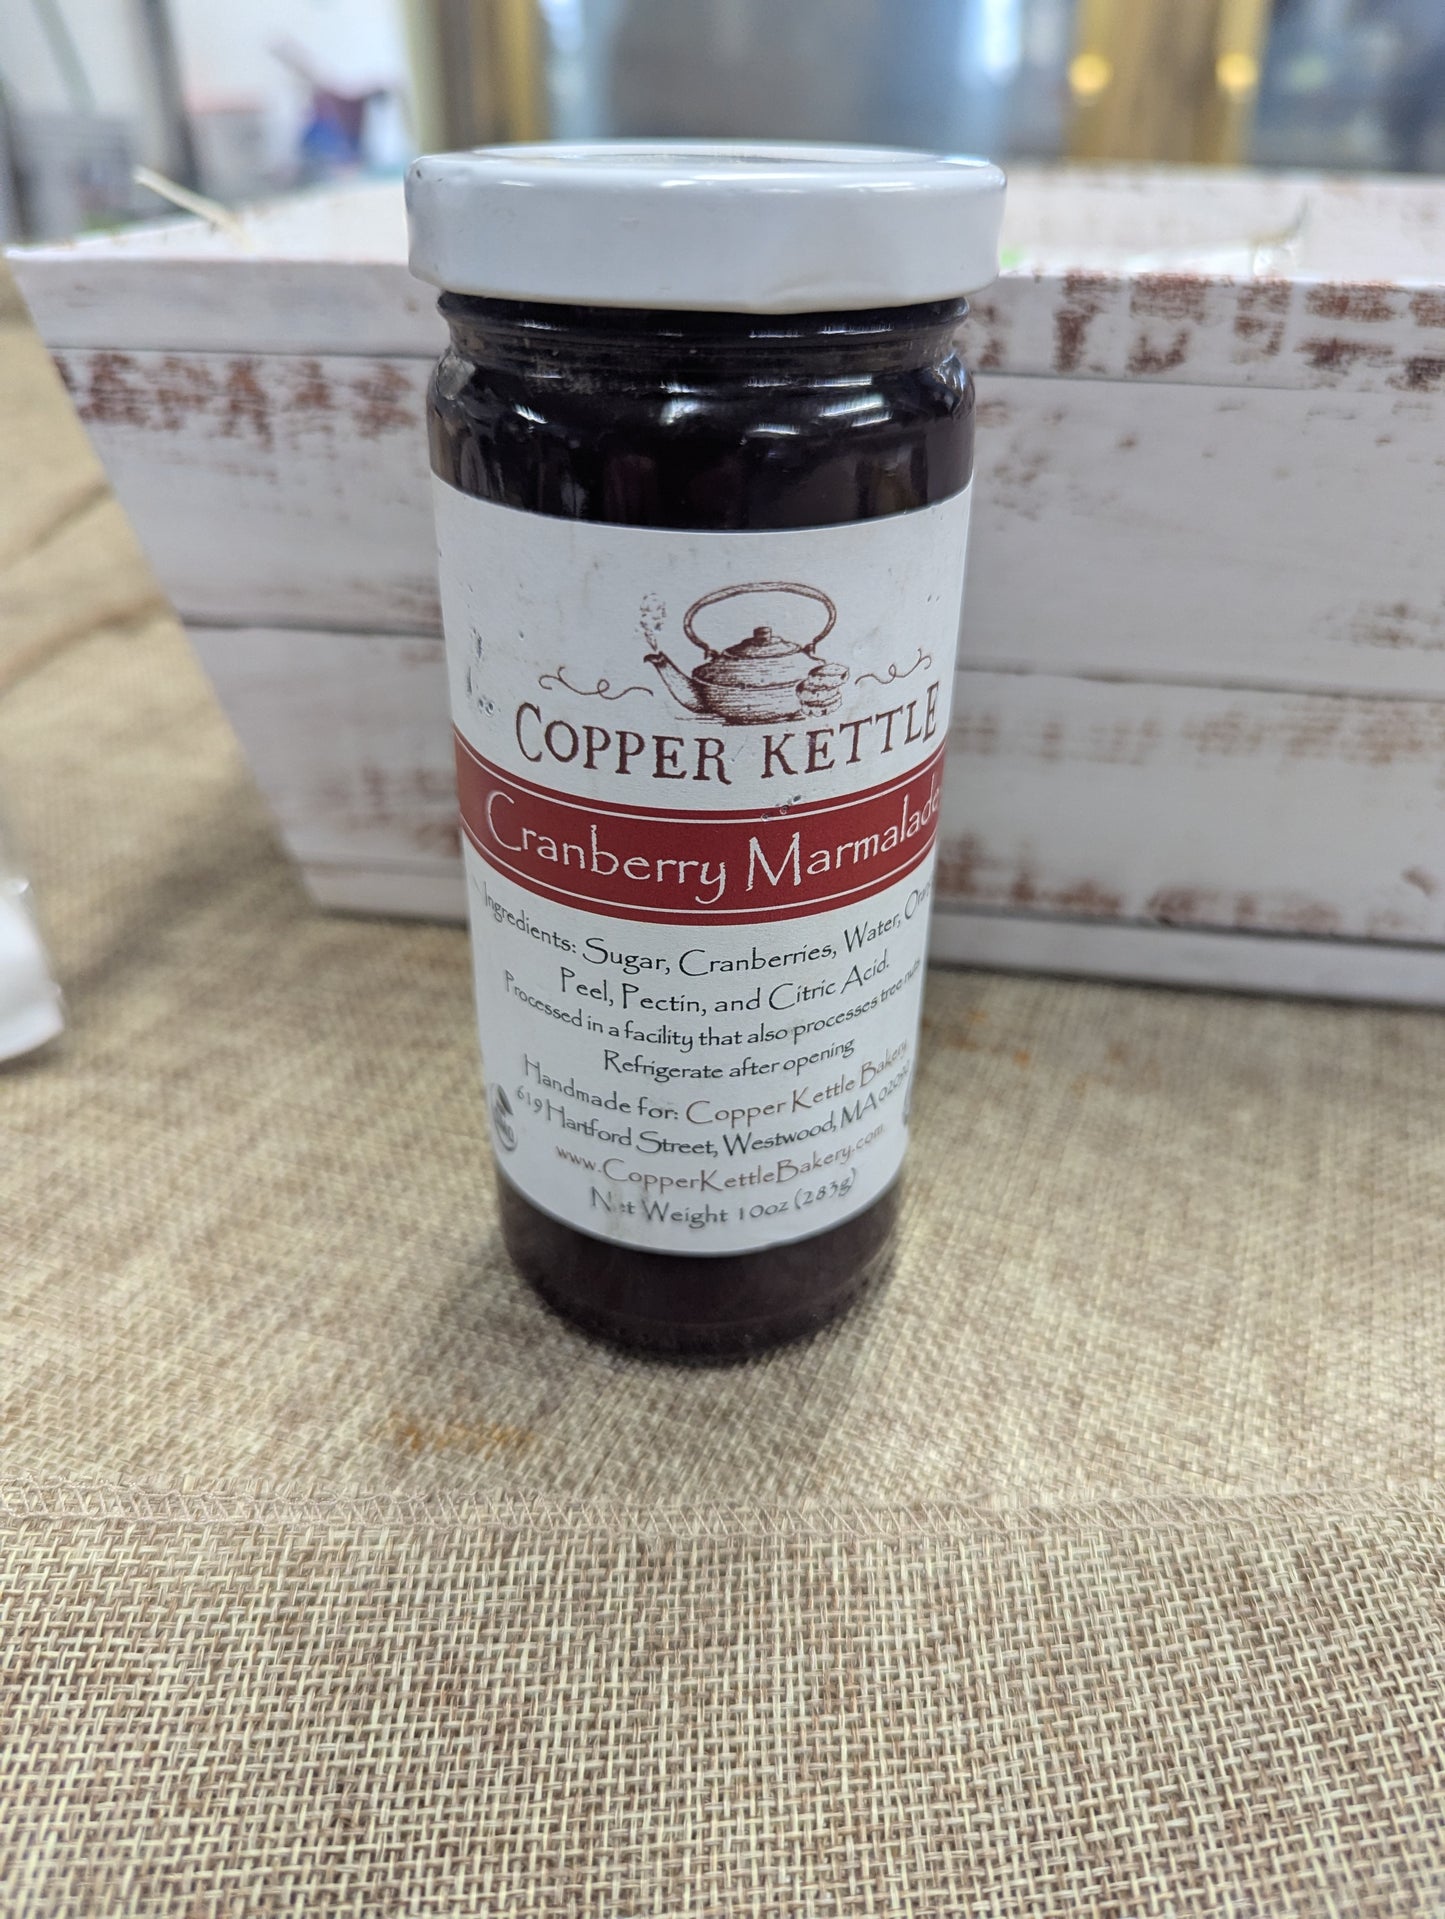 COPPER KETTLE
Cranberry Marmalade
Ingredients: Sugar, Cranberries, Water,
Peel, Pectin, and Citric Acid.
Processed in a facility that also processes tree nuts
Refrigerate after opening
Handmade for: Copper Kettle Bakery,
619 Hartford Street, Westwood, MA 02090
www.CopperKettleBakery.com
Net Weight 10oz (283g)